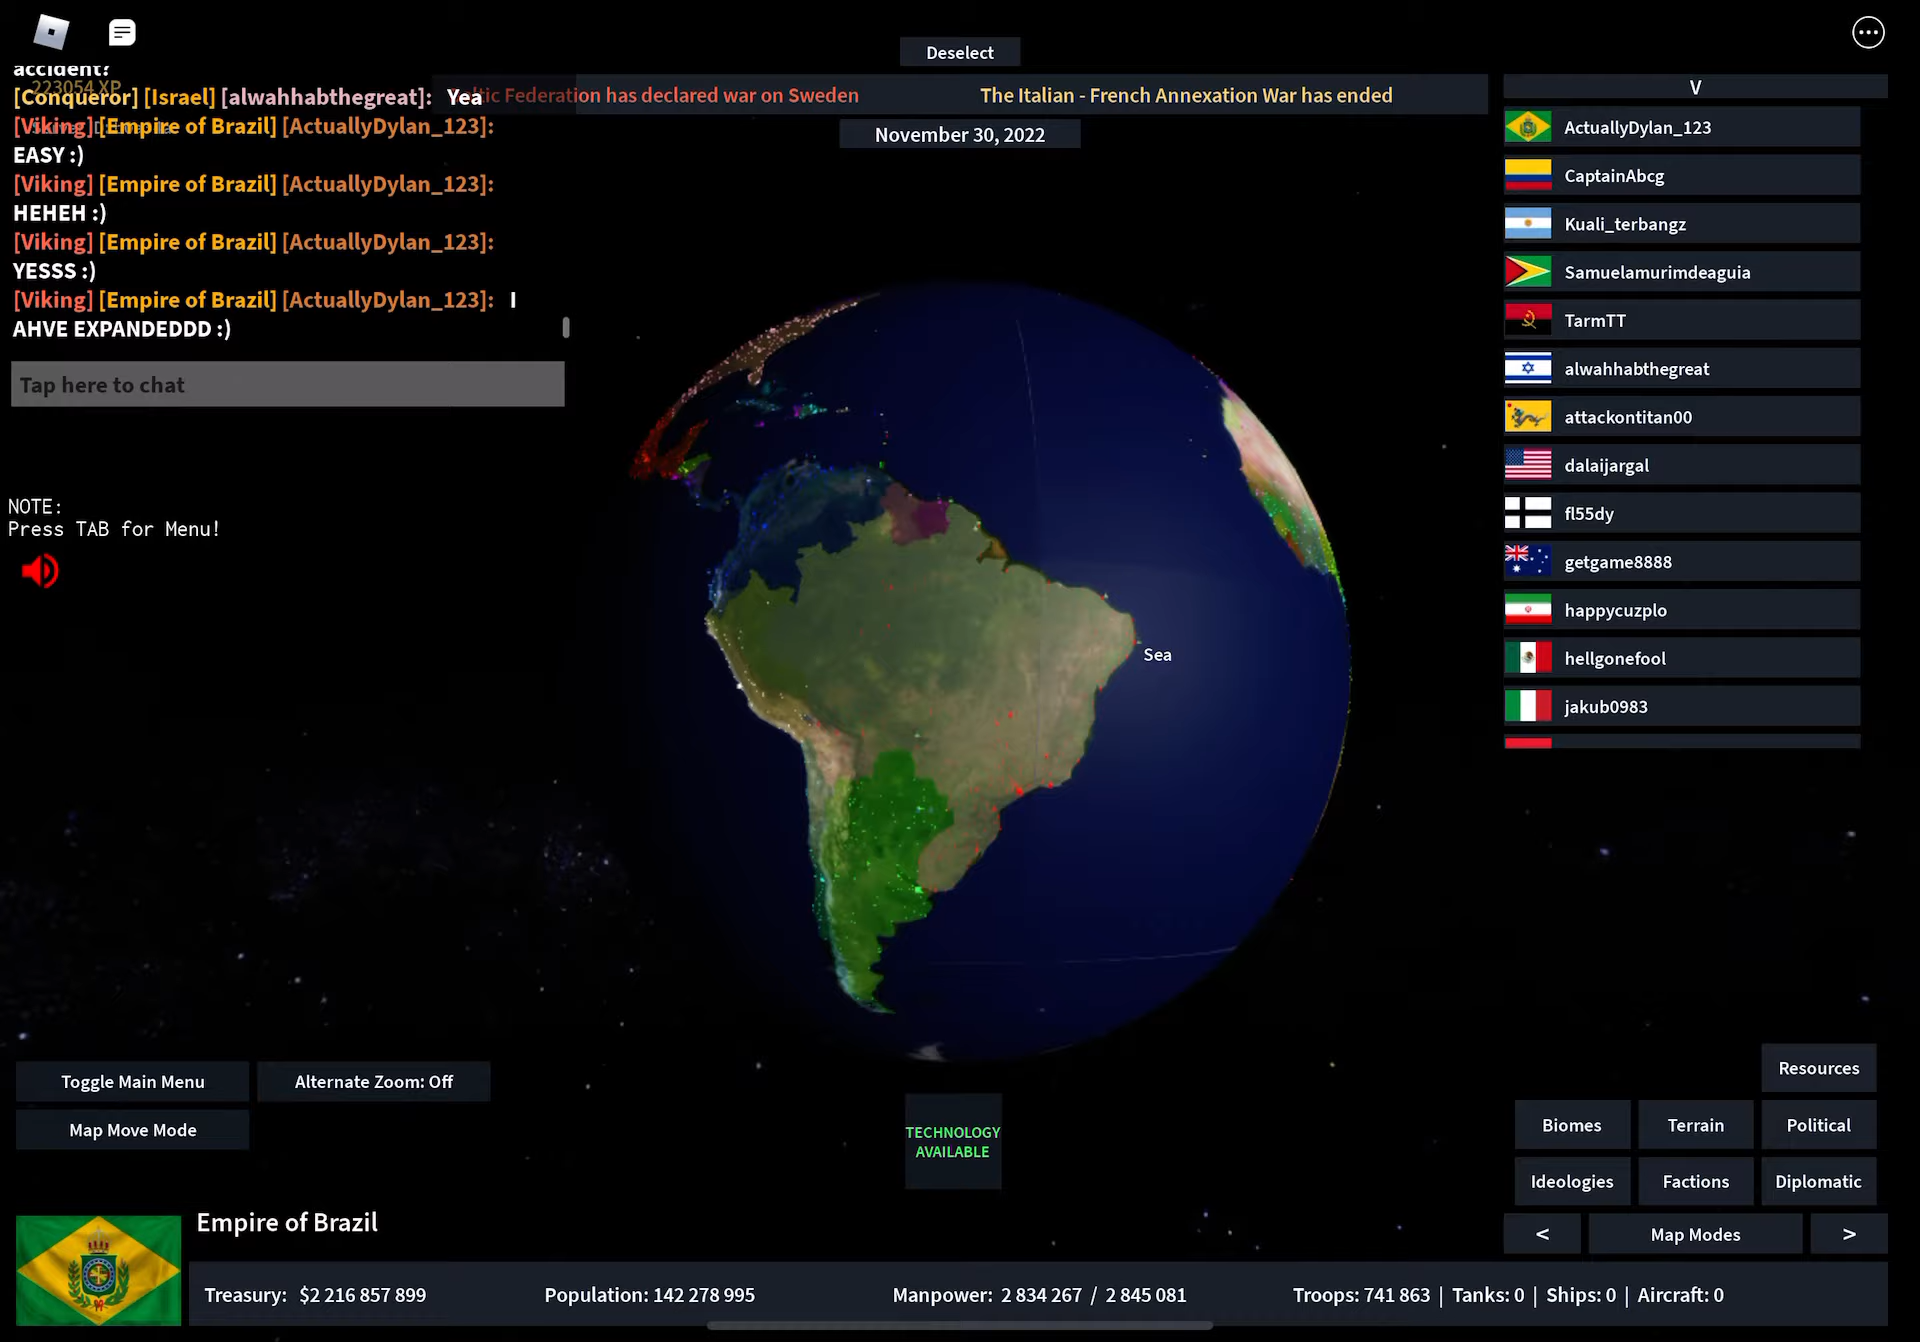 Deselect
accident?
223054 XP
[Conqueror] [Israel] [alwahhabthegreat]: Yea
tic Federation has declared war on Sweden
The Italian - French Annexation War has ended
[Viking] [Empire of Brazil] [ActuallyDylan_123]:
EASY :)
[Viking] [Empire of Brazil] [ActuallyDylan_123]:
HEHEH :)
[Viking] [Empire of Brazil] [ActuallyDylan_123]:
YESSS :)
[Viking] [Empire of Brazil] [ActuallyDylan_123]: I
AHVE EXPANDEDDD :)
Tap here to chat
November 30, 2022
V
ActuallyDylan_123
CaptainAbcg
Kuali_terbangz
Samuelamurimdeaguia
TarmTT
alwahhabthegreat
attackontitan00
dalaijargal
fl55dy
getgame8888
happycuzplo
hellgonefool
jakub0983
NOTE:
Press TAB for Menu!
Sea
Toggle Main Menu
Alternate Zoom: Off
Map Move Mode
TECHNOLOGY
AVAILABLE
Resources
Biomes
Terrain
Political
Ideologies
Factions
Diplomatic
<
Map Modes
>
Empire of Brazil
Treasury: $2 216 857 899
Population: 142 278 995
Manpower: 2 834 267 / 2 845 081
Troops: 741 863 | Tanks: 0 | Ships: 0 | Aircraft: 0